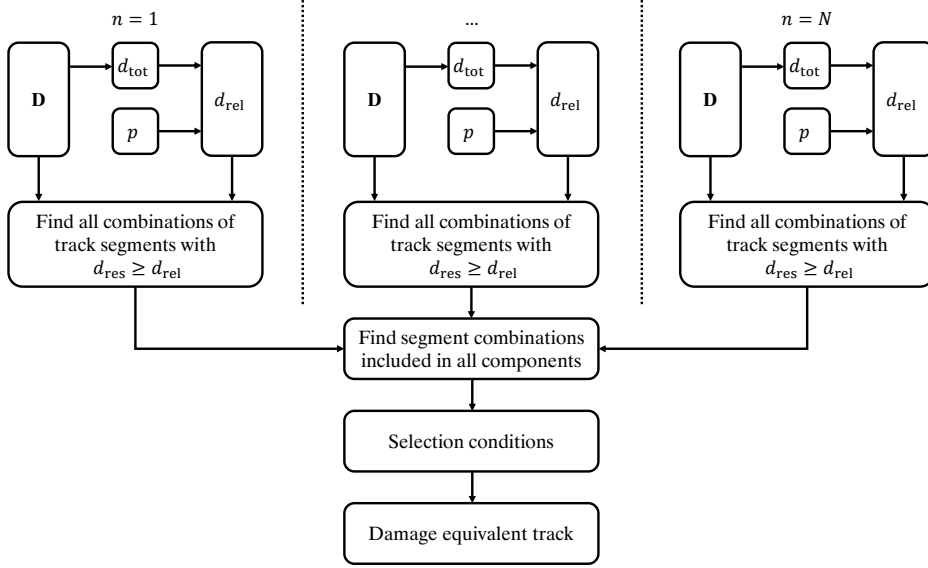 n = 1
...
n = N
D
d_tot
p
d_rel
D
d_tot
p
d_rel
D
d_tot
p
d_rel
Find all combinations of
track segments with
d_res ≥ d_rel
Find all combinations of
track segments with
d_res ≥ d_rel
Find all combinations of
track segments with
d_res ≥ d_rel
Find segment combinations
included in all components
Selection conditions
Damage equivalent track